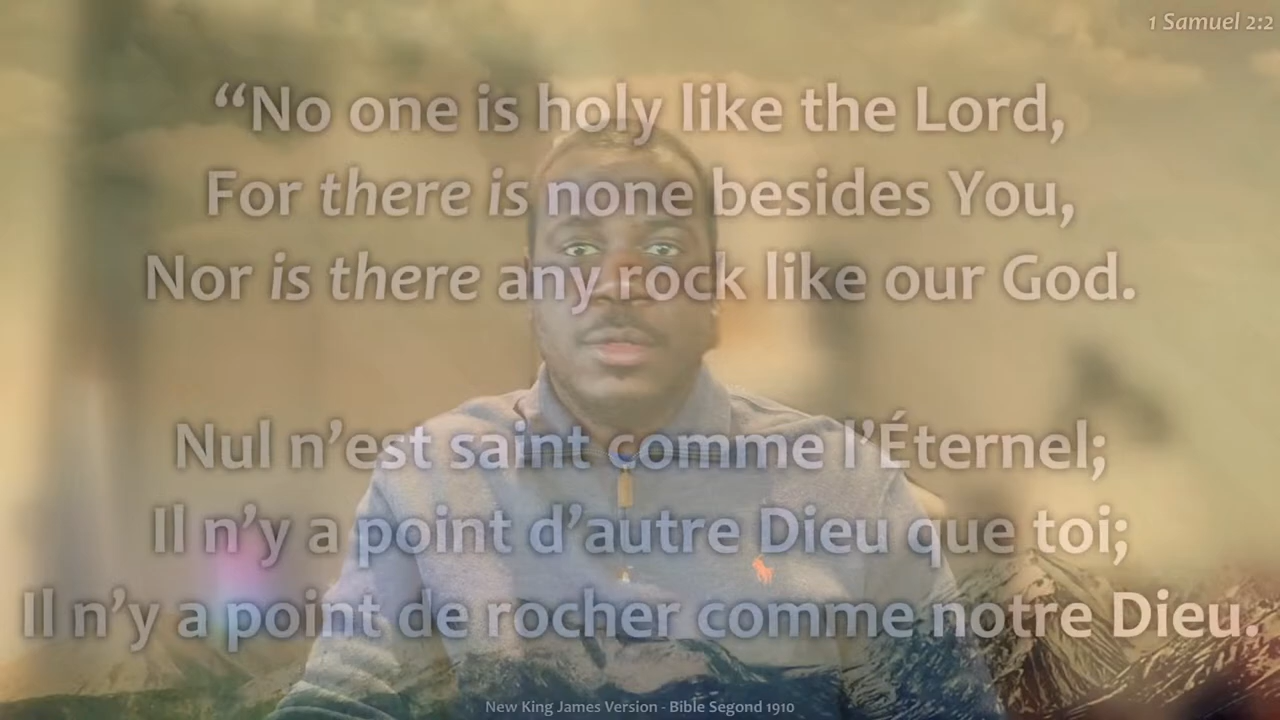 1 Samuel 2:2
“No one is holy like the Lord,
For there is none besides You,
Nor is there any rock like our God.
Nul n’est saint comme l’Éternel;
Il n’y a point d’autre Dieu que toi;
Il n’y a point de rocher comme notre Dieu.
New King James Version - Bible Segond 1910